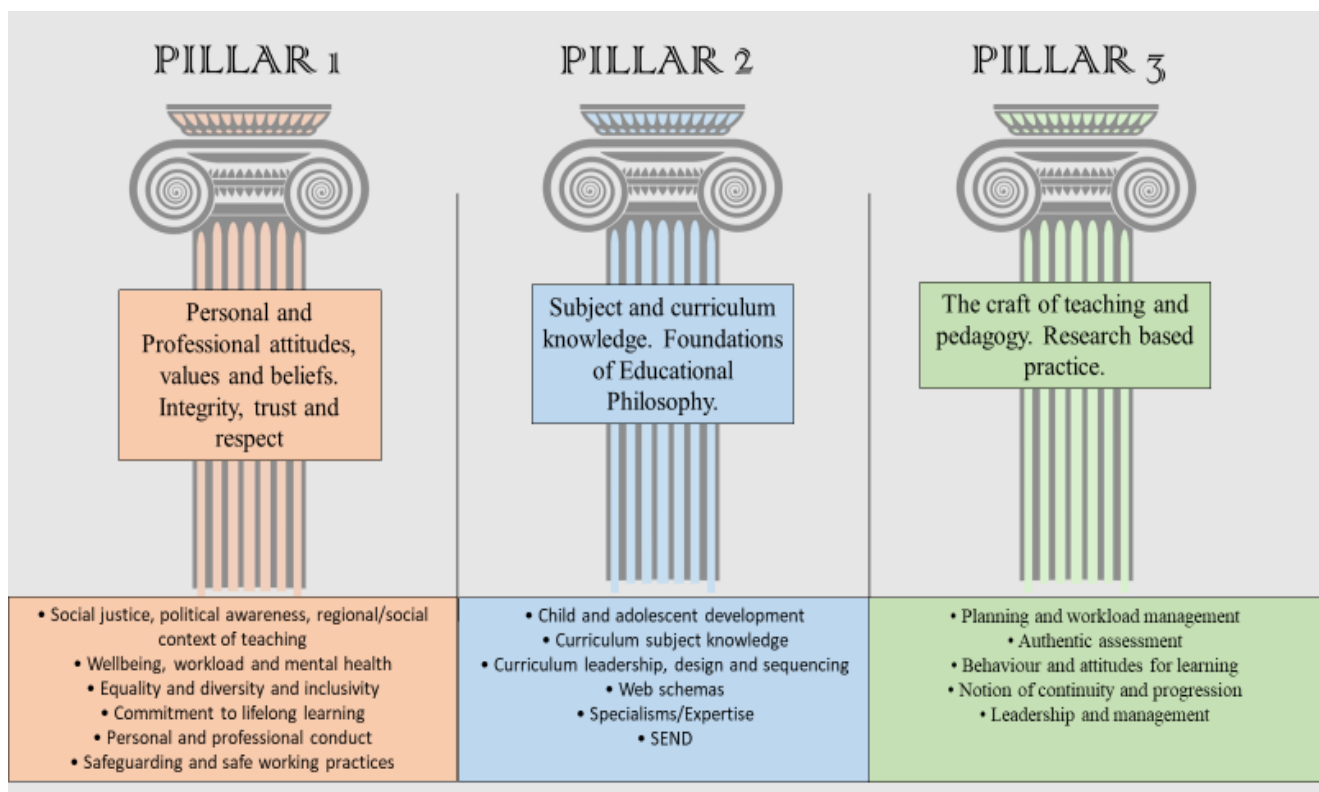 PILLAR 1
Personal and
Professional attitudes,
values and beliefs.
Integrity, trust and
respect
• Social justice, political awareness, regional/social
context of teaching
• Wellbeing, workload and mental health
• Equality and diversity and inclusivity
• Commitment to lifelong learning
• Personal and professional conduct
• Safeguarding and safe working practices
PILLAR 2
Subject and curriculum
knowledge. Foundations
of Educational
Philosophy.
• Child and adolescent development
• Curriculum subject knowledge
• Curriculum leadership, design and sequencing
• Web schemas
• Specialisms/Expertise
• SEND
PILLAR 3
The craft of teaching and
pedagogy. Research based
practice.
• Planning and workload management
• Authentic assessment
• Behaviour and attitudes for learning
• Notion of continuity and progression
• Leadership and management